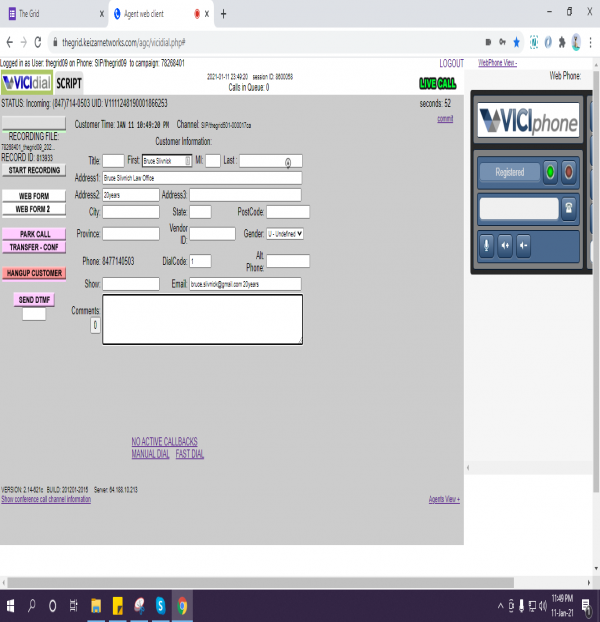 The Grid
Agent web client
thegrid.keizarnetworks.com/agc/vicidial.php#
Logged in as User: thegrid09 on Phone: SIP/thegrid09 to campaign: 78268401
LOGOUT
WebPhone View -
VICIdial SCRIPT
2021-01-11 23:49:20 session ID: 8600058
Calls in Queue: 0
LIVE CALL
Web Phone:
STATUS: Incoming: (847)714-0503 UID: V1111248190001866253
seconds: 52
commit
VICIphone
Customer Time: JAN 11 10:49:20 PM Channel:
Customer Information:
RECORDING FILE:
78268401_thegrid09_202...
RECORD ID: 813933
START RECORDING
WEB FORM
WEB FORM 2
PARK CALL
TRANSFER - CONF
HANGUP CUSTOMER
SEND DTMF
Title: First: Bruce Slivnick MI: Last:
Address1: Bruce Slivnich Law Office
Address2: 20years Address3:
City: State: PostCode:
Province: Vendor ID: Gender: U - Undefined
Phone: 8477140503 DialCode: 1 Alt. Phone:
Show: Email: bruce.slivnick@gmail.com 20years
Comments:
0
Registered
NO ACTIVE CALLBACKS
MANUAL DIAL FAST DIAL
VERSION: 2.14-621c BUILD: 201201-2015 Server: 64.188.10.213
Show conference call channel information
Agents View +
11:49 PM
11-Jan-21